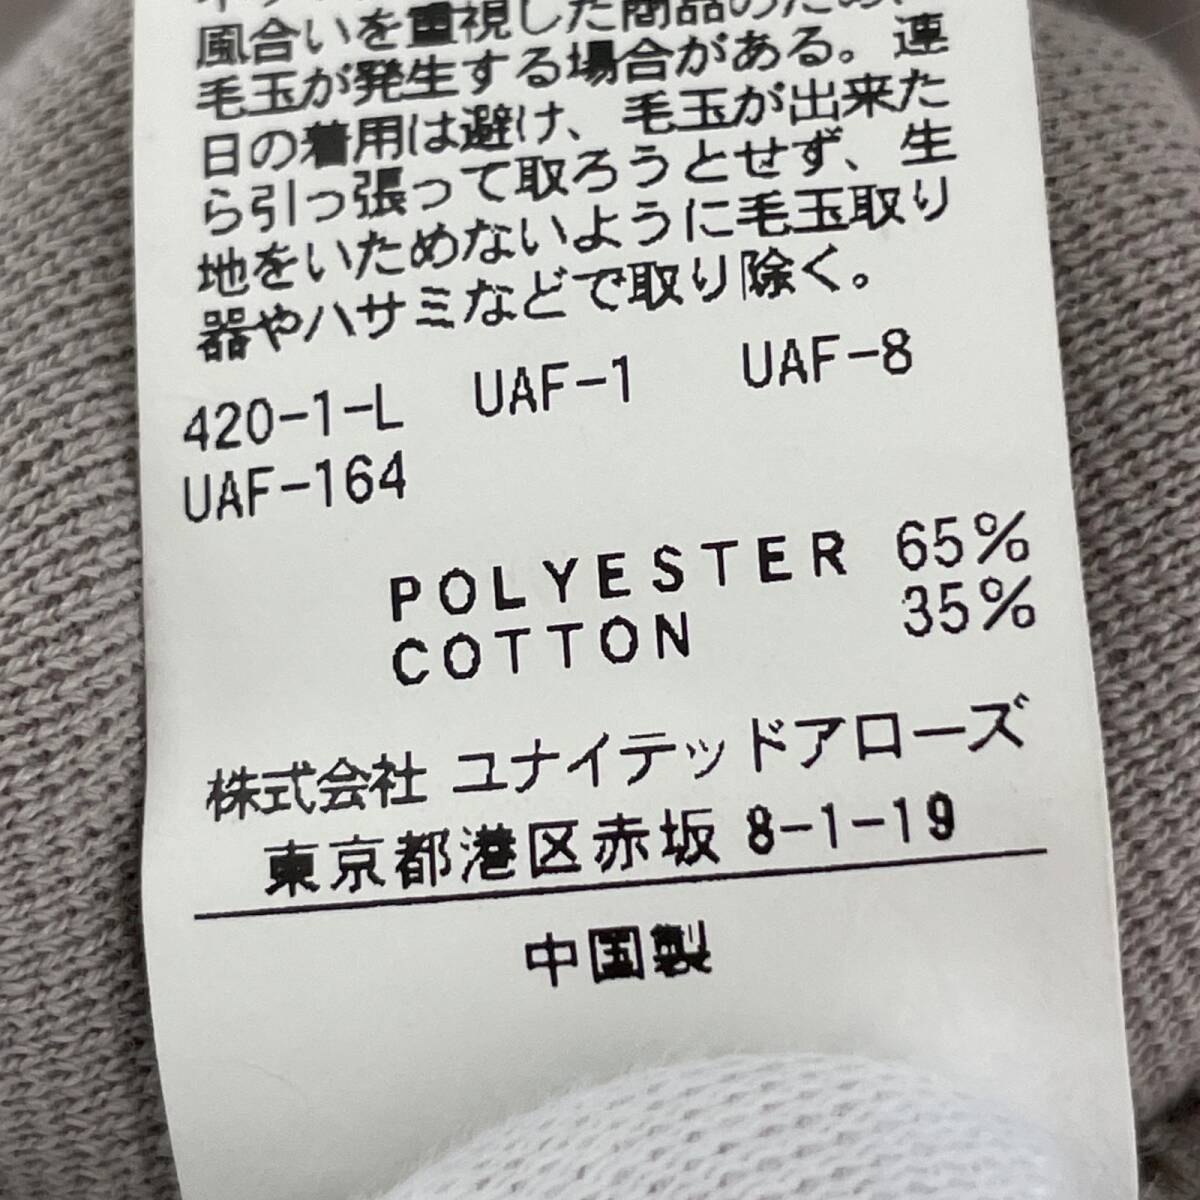 風合いを重視した商品のため、
毛玉が発生する場合がある。連
日の着用は避け、毛玉が出来た
ら引っ張って取ろうとせず、生
地をいためないように毛玉取り
器やハサミなどで取り除く。
420-1-L UAF-1 UAF-8
UAF-164
POLYESTER 65%
COTTON 35%
株式会社 ユナイテッドアローズ
東京都港区赤坂 8-1-19
中国製